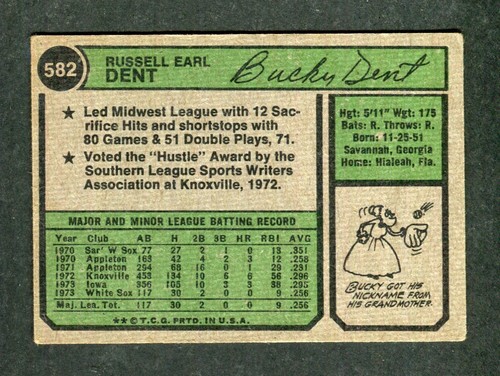 582
RUSSELL EARL
DENT
Bucky Dent
★ Led Midwest League with 12 Sac-
rifice Hits and shortstops with
80 Games & 51 Double Plays, 71.
★ Voted the "Hustle" Award by the
Southern League Sports Writers
Association at Knoxville, 1972.
Hgt: 5'11" Wgt: 175
Bats: R. Throws: R.
Born: 11-25-51
Savannah, Georgia
Home: Hialeah, Fla.
MAJOR AND MINOR LEAGUE BATTING RECORD
Year Club AB H 2B 3B HR RBI AVG
1970 Sar' W Sox 77 27 2 1 0 13 .351
1970 Appleton 163 42 4 2 3 12 .258
1971 Appleton 294 68 16 0 1 29 .231
1972 Knoxville 453 134 10 6 0 56 .296
1973 Iowa 356 105 10 3 3 38 .295
1973 White Sox 117 30 2 0 0 9 .256
Maj. Len. Tot. 117 30 2 0 0 9 .256
** © T.C.G. PRTD. IN U.S.A.
BUCKY GOT HIS
NICKNAME FROM
HIS GRANDMOTHER.